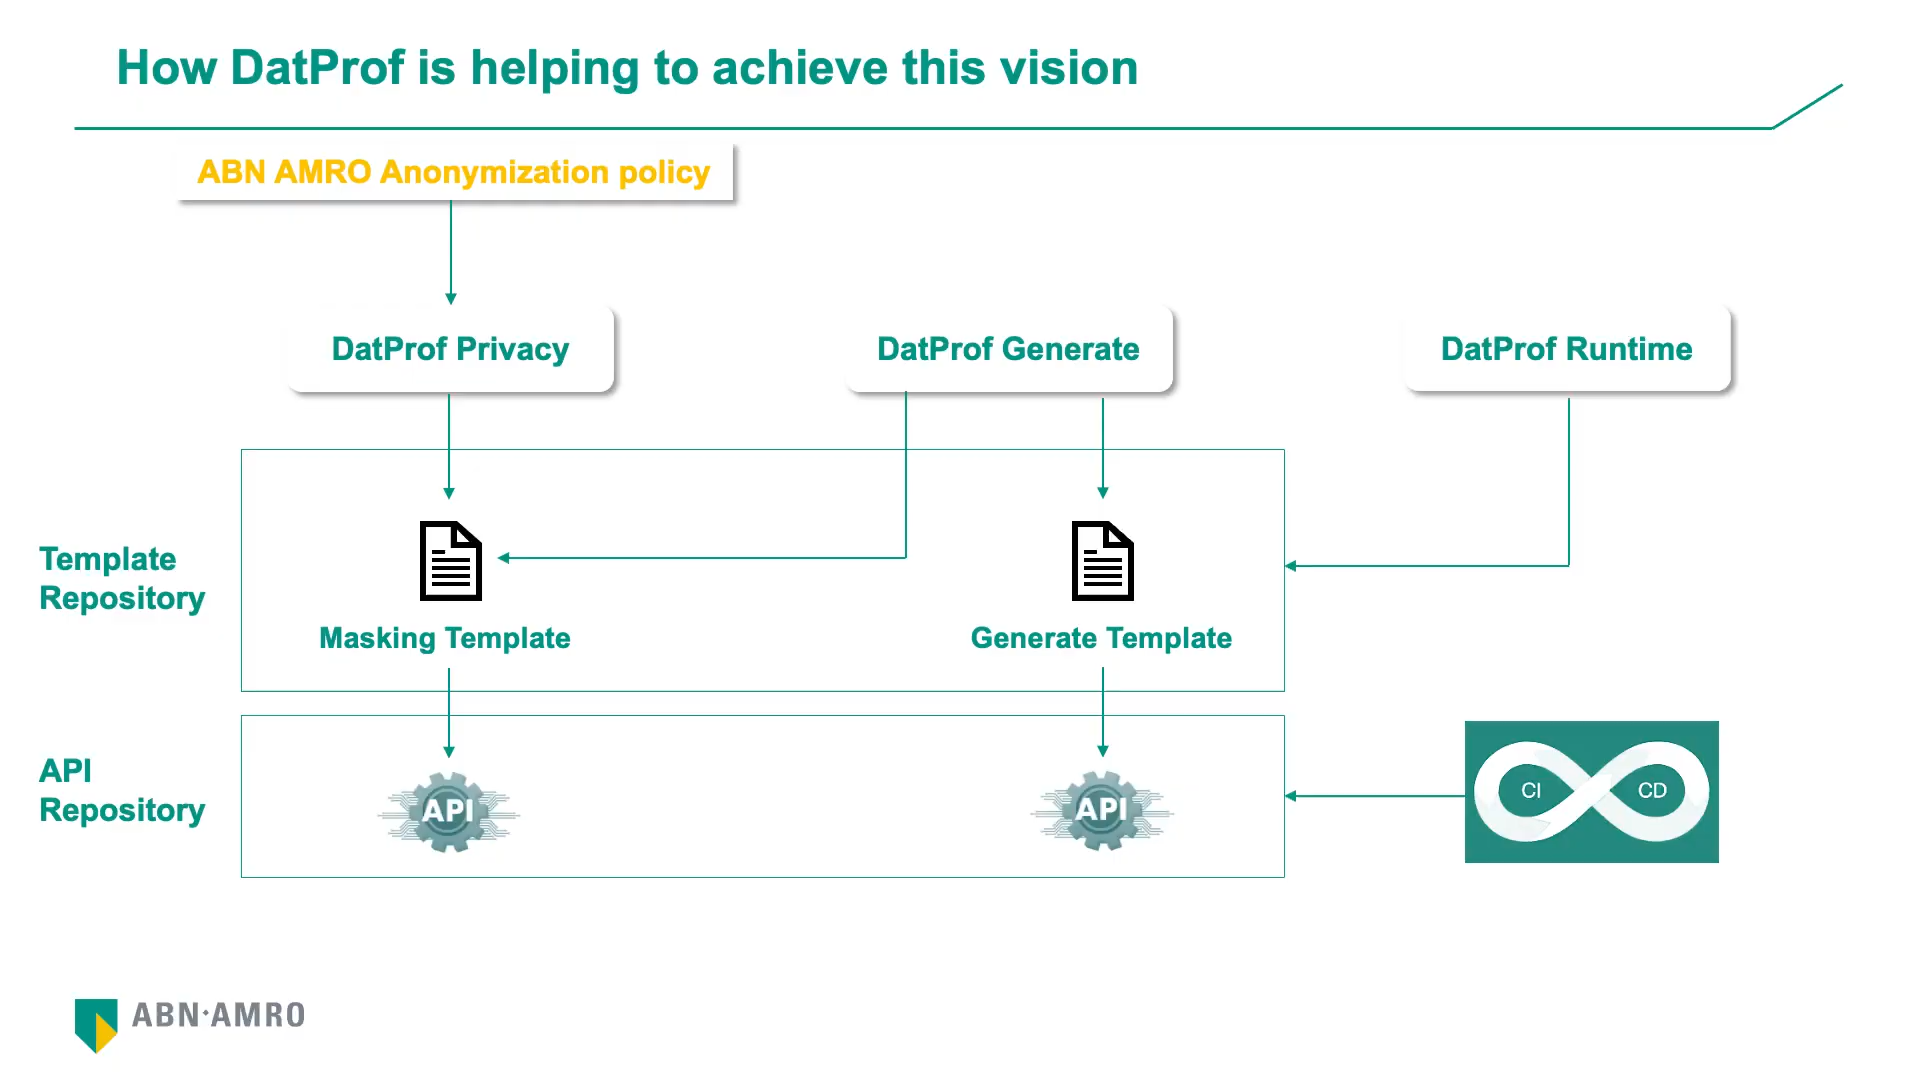 How DatProf is helping to achieve this vision
ABN AMRO Anonymization policy
DatProf Privacy
DatProf Generate
DatProf Runtime
Template
Repository
Masking Template
Generate Template
API
Repository
API
API
CI
CD
ABN·AMRO